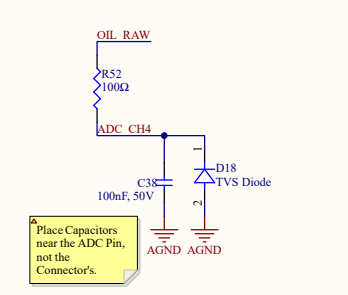 OIL_RAW
R52
100Ω
ADC_CH4
1
D18
TVS Diode
C38
100nF, 50V
2
AGND AGND
Place Capacitors
near the ADC Pin,
not the
Connector's.